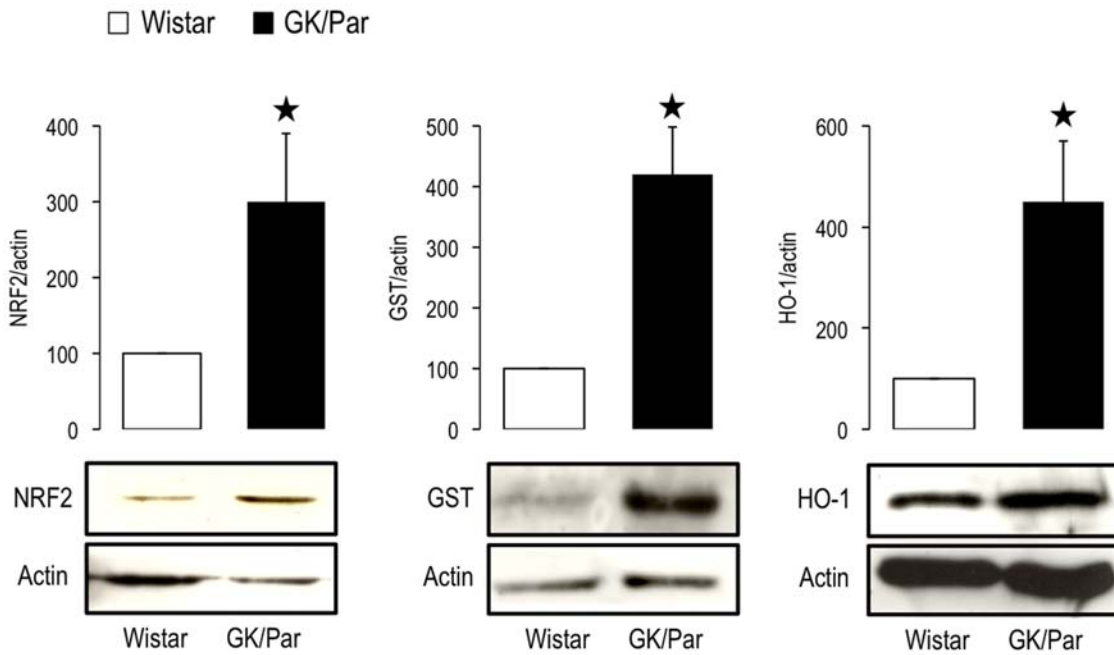 Wistar GK/Par
★ ★ ★
400
300
200
100
0
NRF2/actin
500
400
300
200
100
0
GST/actin
600
400
200
0
HO-1/actin
NRF2
Actin
Wistar GK/Par
GST
Actin
Wistar GK/Par
HO-1
Actin
Wistar GK/Par